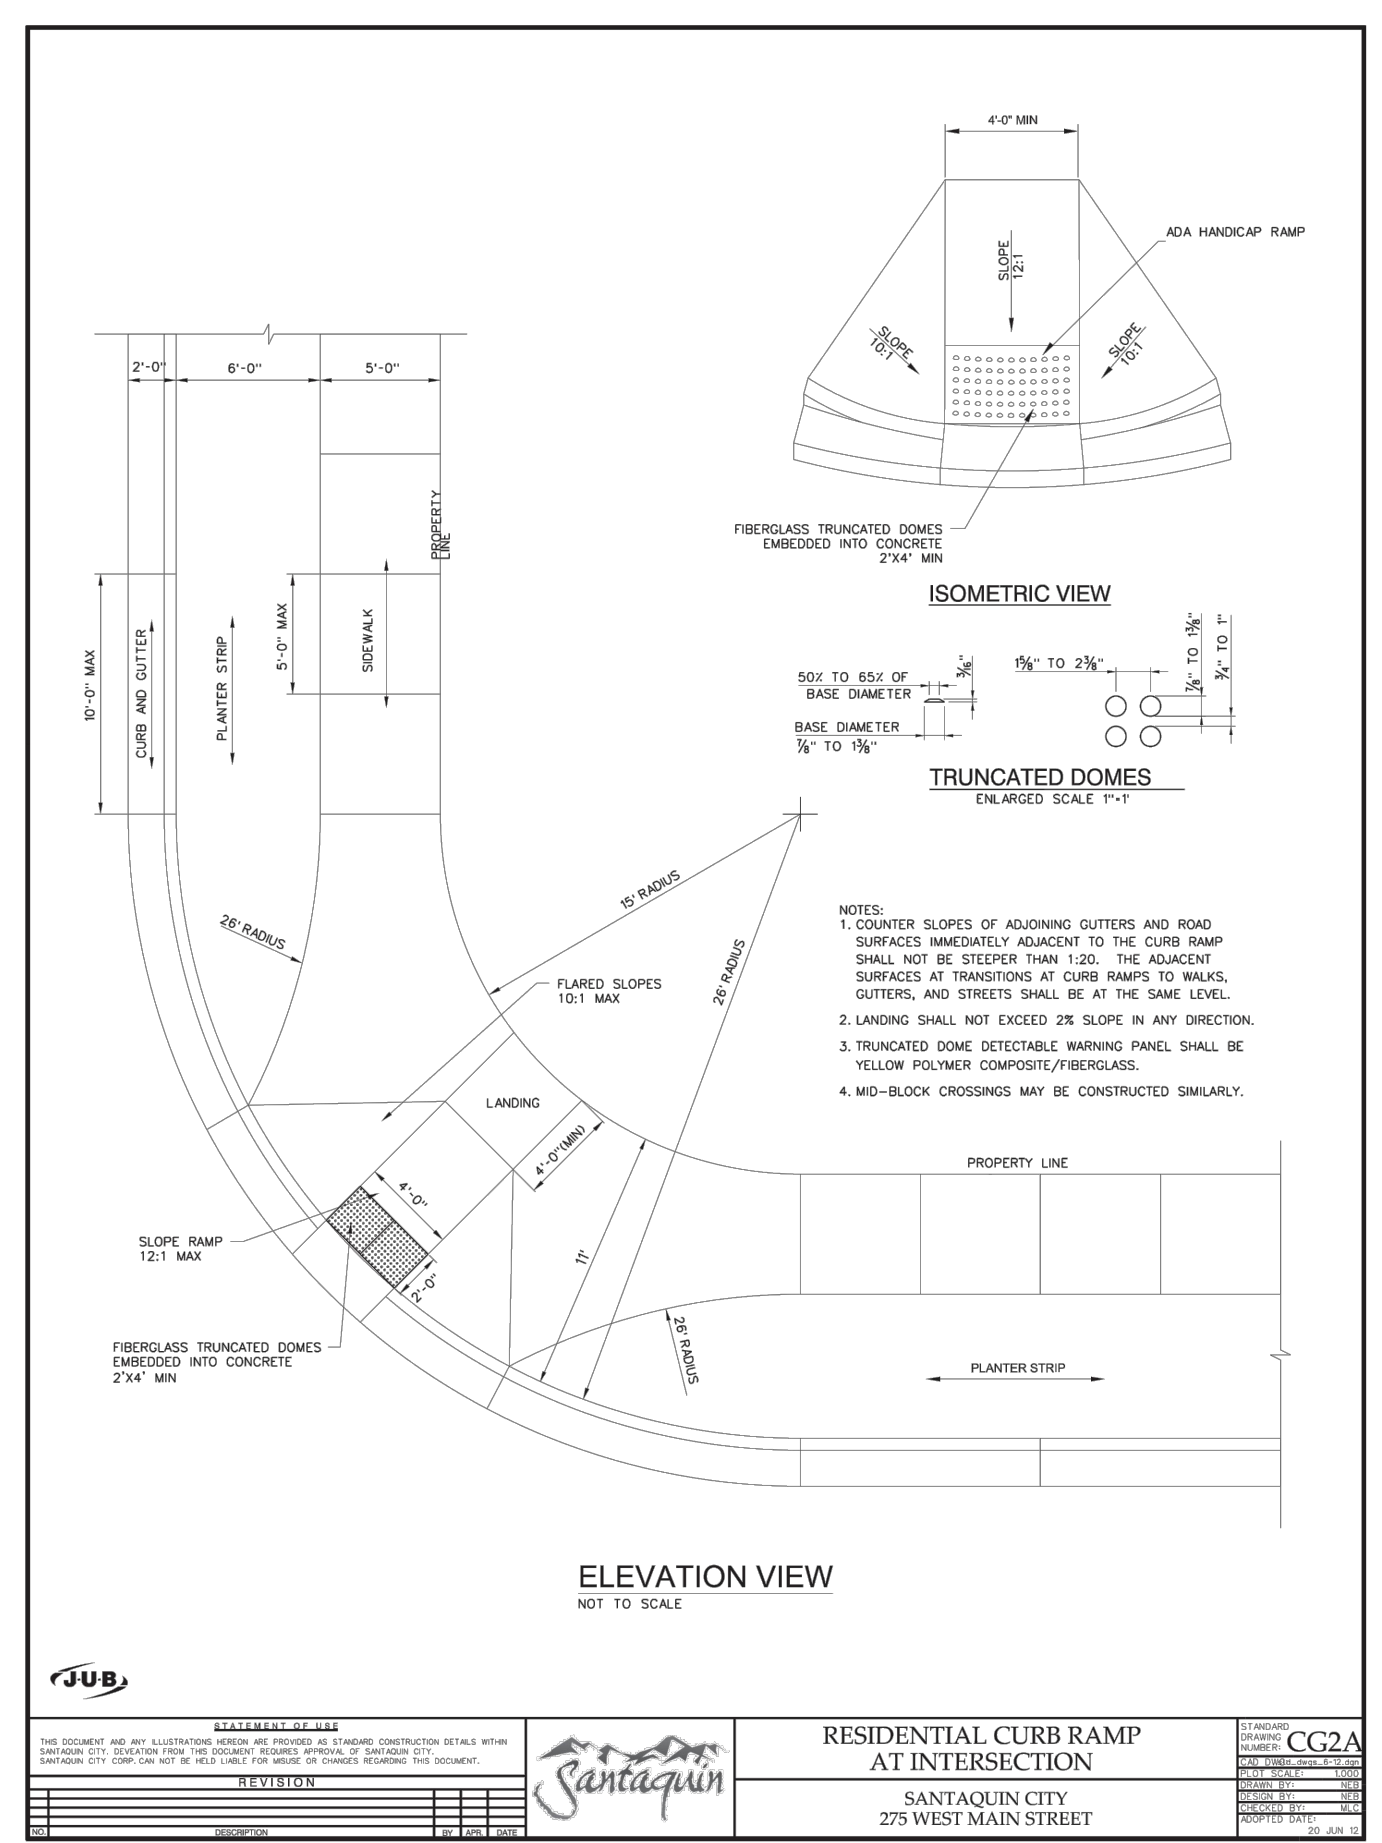 4'-0" MIN
ADA HANDICAP RAMP
SLOPE
12:1
SLOPE
10:1
SLOPE
10:1
2'-0"
6'-0"
5'-0"
PROPERTY
LINE
FIBERGLASS TRUNCATED DOMES
EMBEDDED INTO CONCRETE
2'X4' MIN
ISOMETRIC VIEW
10'-0" MAX
CURB AND GUTTER
PLANTER STRIP
5'-0" MAX
SIDEWALK
50% TO 65% OF
BASE DIAMETER
3/16"
BASE DIAMETER
7/8" TO 1 3/8"
1 5/8" TO 2 3/8"
7/8" TO 1 3/8"
3/4" TO 1"
TRUNCATED DOMES
ENLARGED SCALE 1"=1'
15' RADIUS
26' RADIUS
26' RADIUS
FLARED SLOPES
10:1 MAX
NOTES:
1. COUNTER SLOPES OF ADJOINING GUTTERS AND ROAD
SURFACES IMMEDIATELY ADJACENT TO THE CURB RAMP
SHALL NOT BE STEEPER THAN 1:20. THE ADJACENT
SURFACES AT TRANSITIONS AT CURB RAMPS TO WALKS,
GUTTERS, AND STREETS SHALL BE AT THE SAME LEVEL.
2. LANDING SHALL NOT EXCEED 2% SLOPE IN ANY DIRECTION.
3. TRUNCATED DOME DETECTABLE WARNING PANEL SHALL BE
YELLOW POLYMER COMPOSITE/FIBERGLASS.
4. MID-BLOCK CROSSINGS MAY BE CONSTRUCTED SIMILARLY.
LANDING
4'-0"(MIN)
4'-0"
PROPERTY LINE
SLOPE RAMP
12:1 MAX
2'-0"
11'
FIBERGLASS TRUNCATED DOMES
EMBEDDED INTO CONCRETE
2'X4' MIN
26' RADIUS
PLANTER STRIP
ELEVATION VIEW
NOT TO SCALE
J-U-B
STATEMENT OF USE
THIS DOCUMENT AND ANY ILLUSTRATIONS HEREON ARE PROVIDED AS STANDARD CONSTRUCTION DETAILS WITHIN
SANTAQUIN CITY. DEVEATION FROM THIS DOCUMENT REQUIRES APPROVAL OF SANTAQUIN CITY.
SANTAQUIN CITY CORP. CAN NOT BE HELD LIABLE FOR MISUSE OR CHANGES REGARDING THIS DOCUMENT.
REVISION
NO. DESCRIPTION BY APR. DATE
Santaquin
RESIDENTIAL CURB RAMP
AT INTERSECTION
SANTAQUIN CITY
275 WEST MAIN STREET
STANDARD
DRAWING
NUMBER: CG2A
CAD DWG: d_dwgs_6-12.dgn
PLOT SCALE: 1.000
DRAWN BY: NEB
DESIGN BY: NEB
CHECKED BY: MLC
ADOPTED DATE:
20 JUN 12